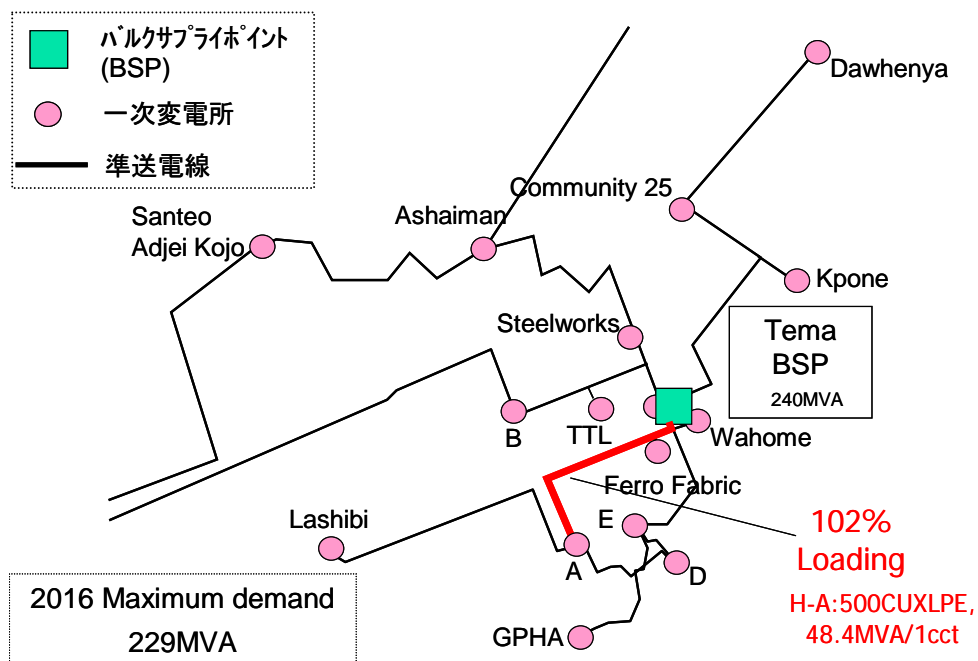 ﾊﾞﾙｸｻﾌﾟﾗｲﾎﾟｲﾝﾄ
(BSP)
一次変電所
準送電線
Dawhenya
Community 25
Santeo
Adjei Kojo
Ashaiman
Kpone
Steelworks
Tema
BSP
240MVA
B
TTL
Wahome
Ferro Fabric
Lashibi
E
A
D
GPHA
102%
Loading
H-A:500CUXLPE,
48.4MVA/1cct
2016 Maximum demand
229MVA